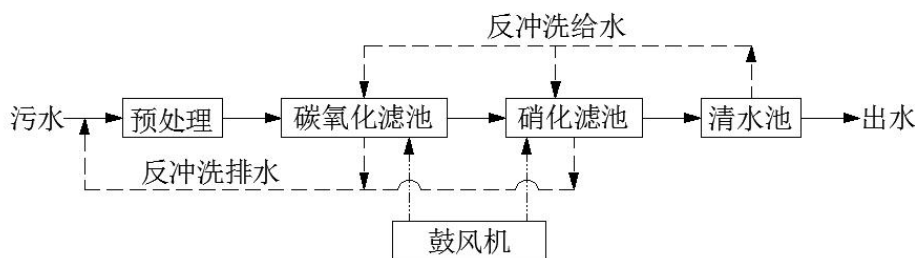 反冲洗给水
污水
预处理
碳氧化滤池
硝化滤池
清水池
出水
反冲洗排水
鼓风机